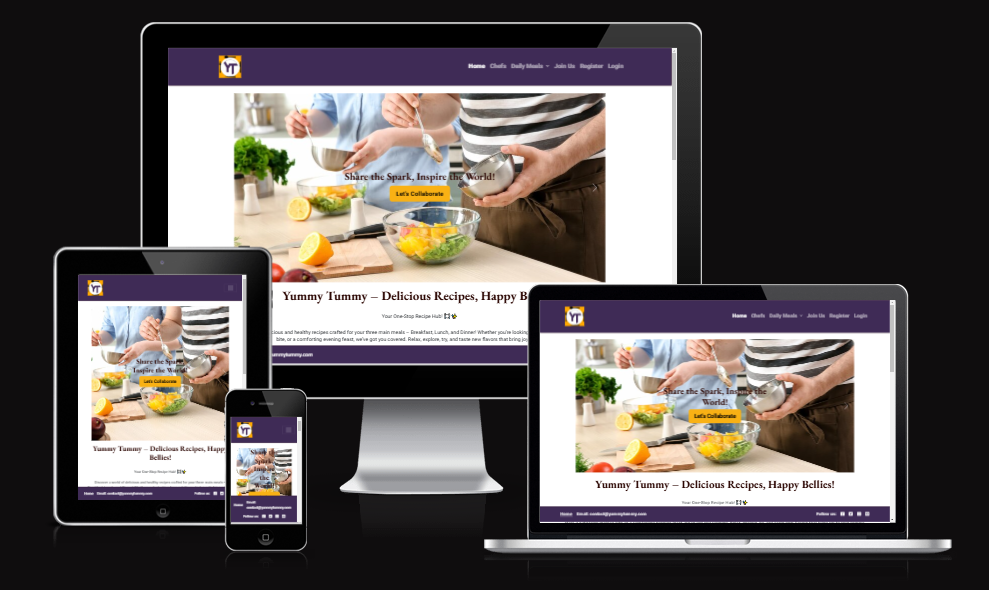 YT
Home Chefs Daily Meals Join Us Register Login
Share the Spark, Inspire the World!
Let's Collaborate
Yummy Tummy – Delicious Recipes, Happy B
Your One-Stop Recipe Hub!
cious and healthy recipes crafted for your three main meals – Breakfast, Lunch, and Dinner! Whether you're looking
bite, or a comforting evening feast, we've got you covered. Relax, explore, try, and taste new flavors that bring joy
yummytummy.com
YT
Share the Spark,
Inspire the World!
Let's Collaborate
Yummy Tummy – Delicious Recipes, Happy
Bellies!
Your One-Stop Recipe Hub!
Home Email: contact@yummytummy.com Follow us:
YT
Share the
Spark,
Inspire
the
World!
Home Email:
contact@yummytummy.com
Follow us:
YT
Home Chefs Daily Meals Join Us Register Login
Share the Spark, Inspire the
World!
Let's Collaborate
Yummy Tummy – Delicious Recipes, Happy Bellies!
Your One-Stop Recipe Hub!
Home Email: contact@yummytummy.com Follow us: